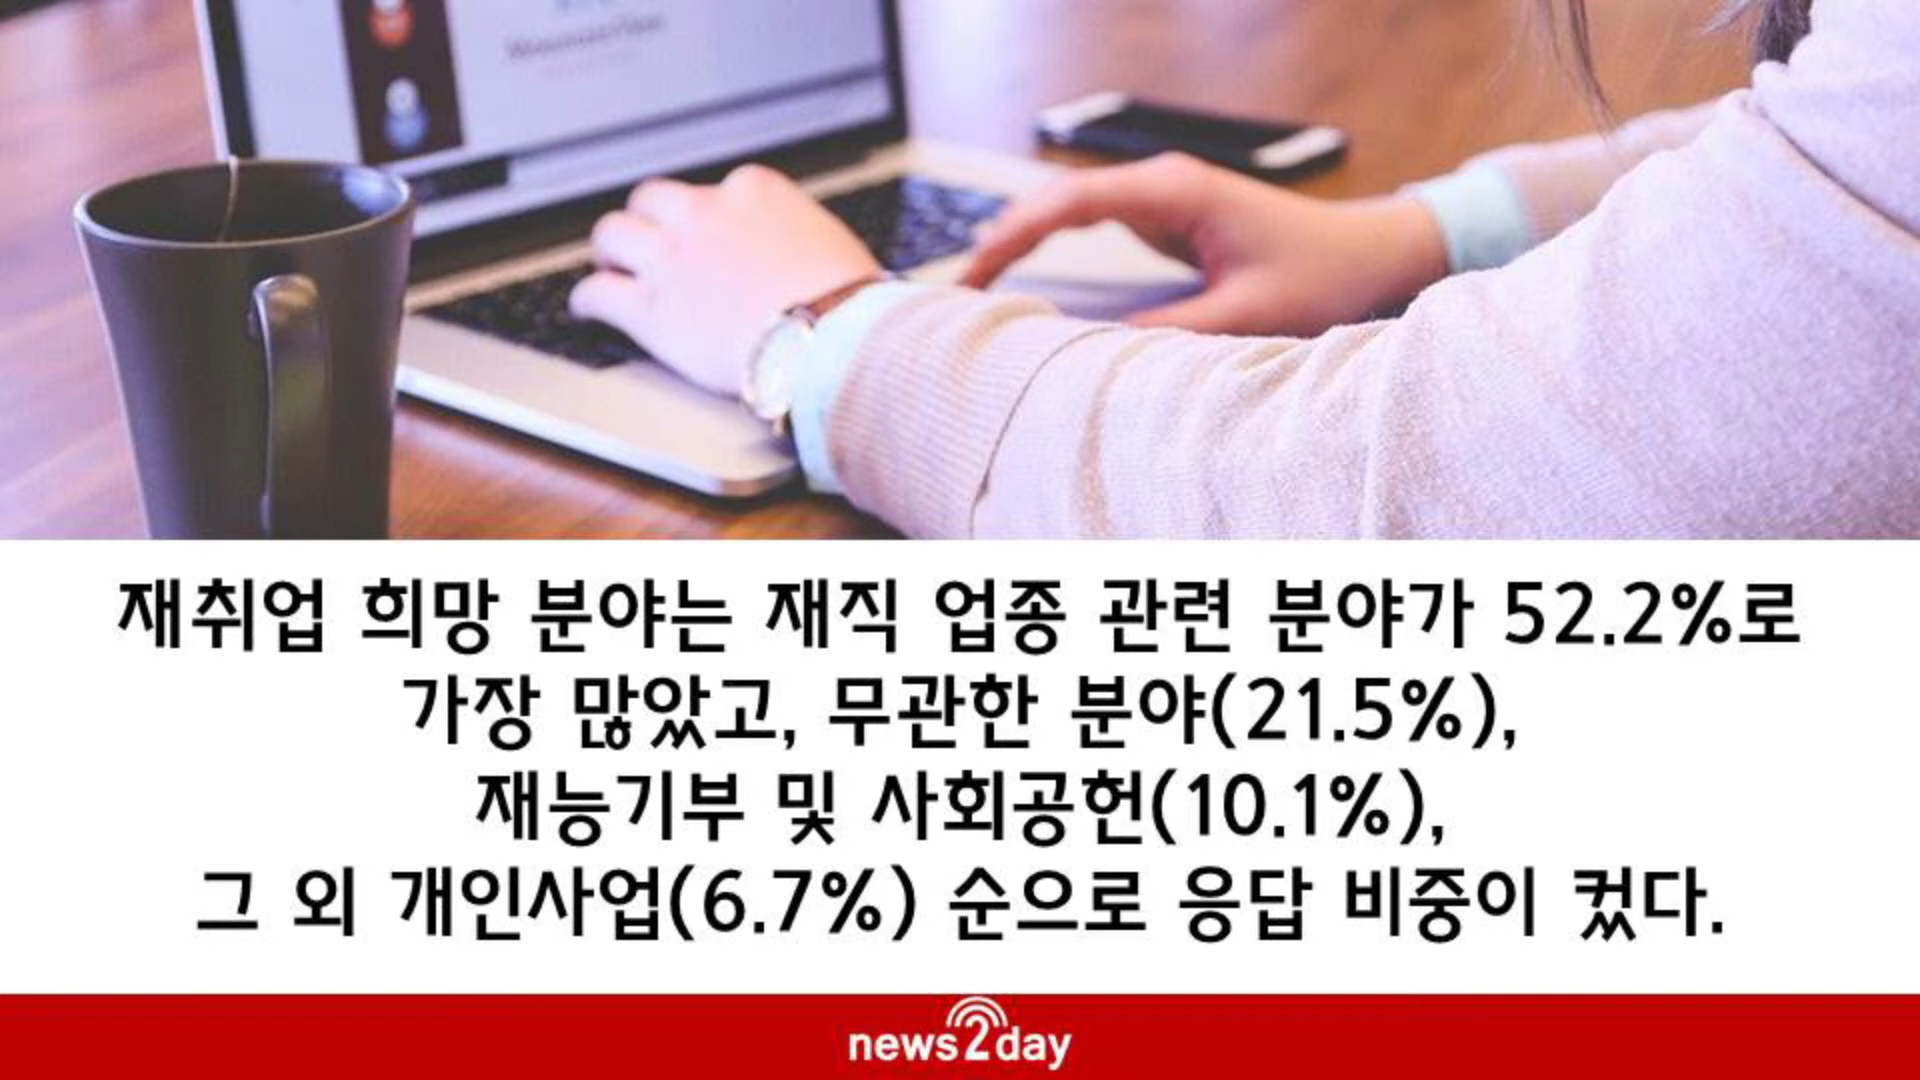 재취업 희망 분야는 재직 업종 관련 분야가 52.2%로
가장 많았고, 무관한 분야(21.5%),
재능기부 및 사회공헌(10.1%),
그 외 개인사업(6.7%) 순으로 응답 비중이 컸다.
news2day